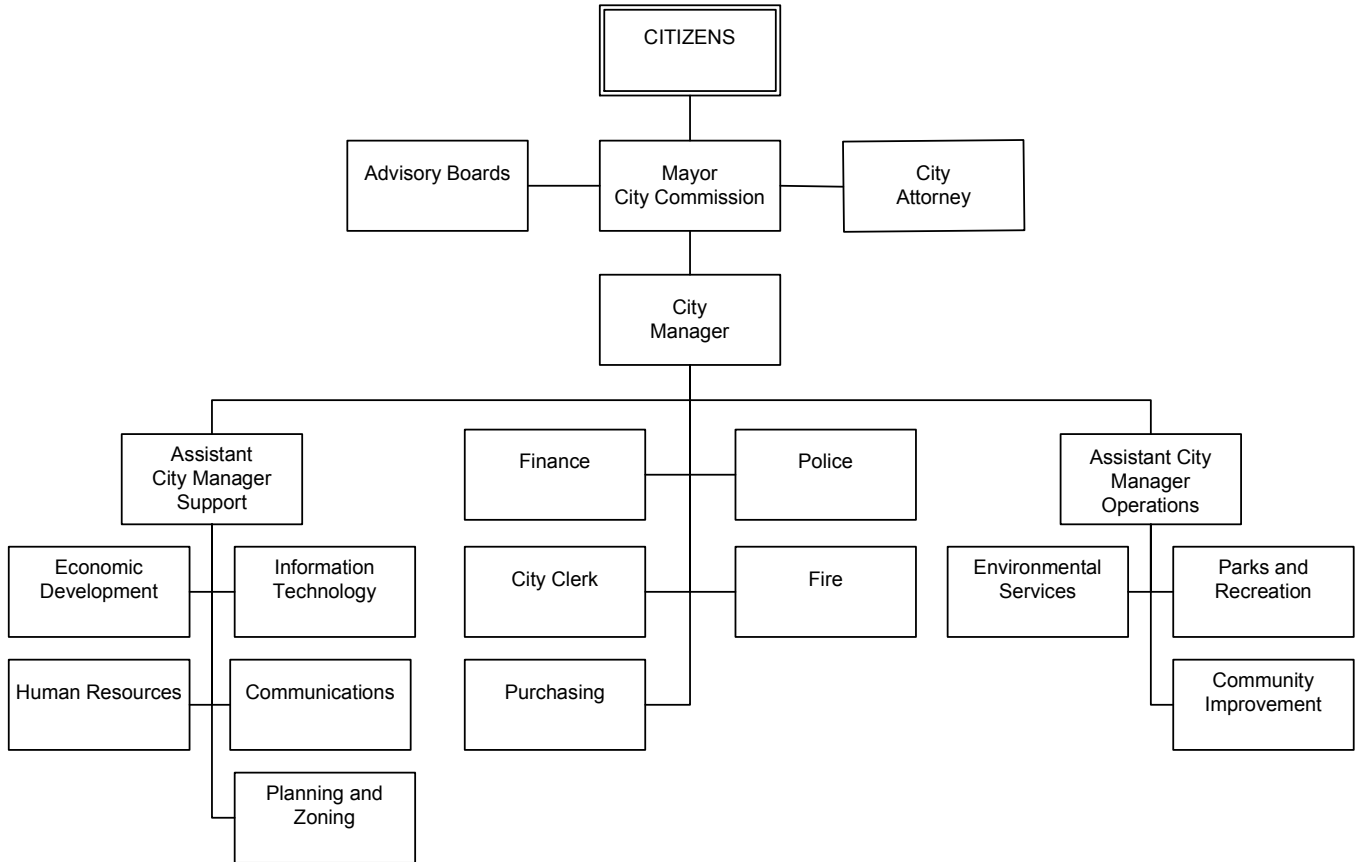 CITIZENS
Advisory Boards
Mayor
City Commission
City
Attorney
City
Manager
Assistant
City Manager
Support
Finance
Police
Assistant City
Manager
Operations
Economic
Development
Information
Technology
City Clerk
Fire
Environmental
Services
Parks and
Recreation
Human Resources
Communications
Purchasing
Community
Improvement
Planning and
Zoning